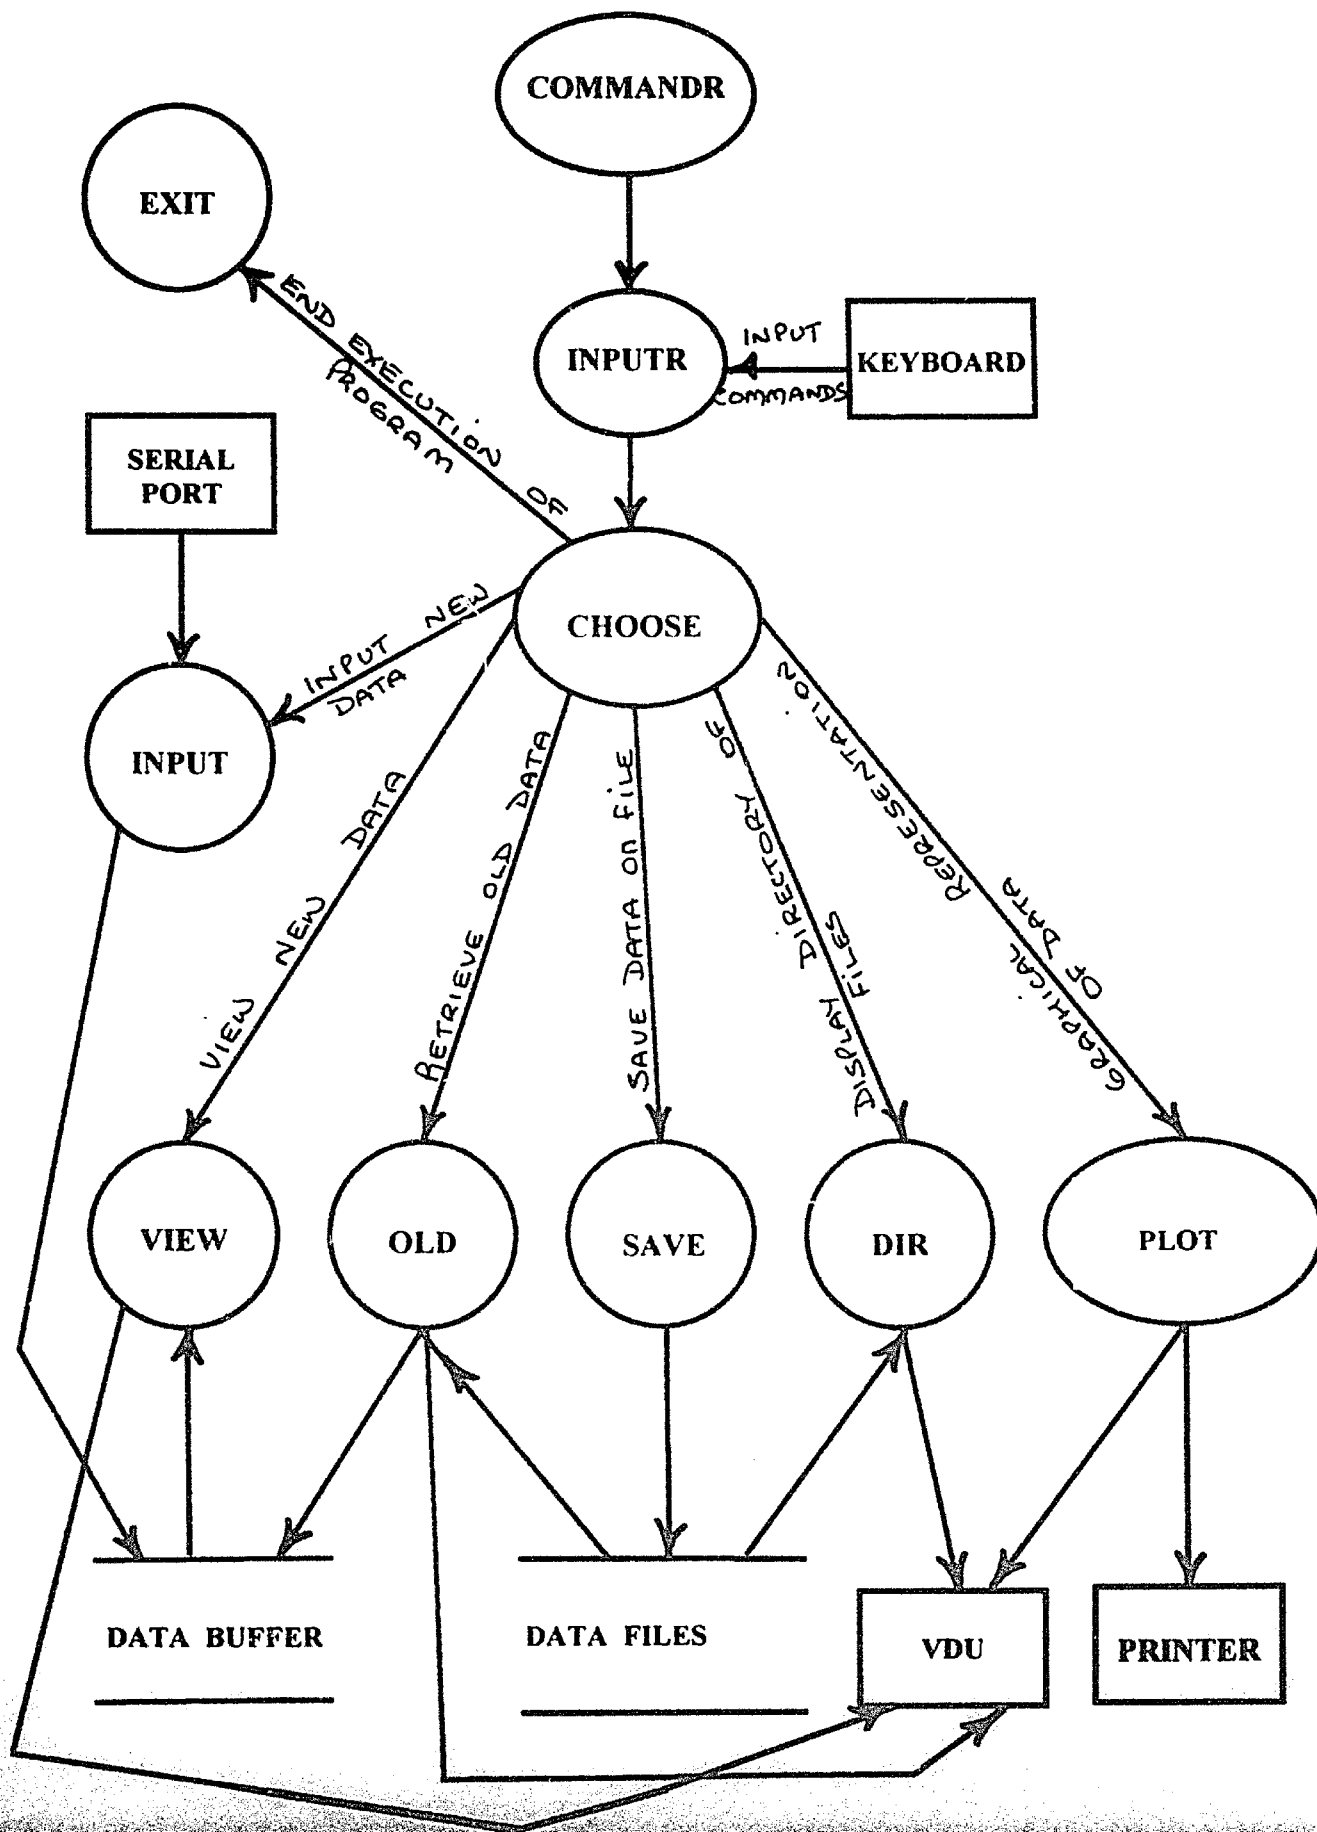 COMMANDR
EXIT
INPUTR
INPUT
COMMANDS
KEYBOARD
END EXECUTION OF
PROGRAM
SERIAL
PORT
CHOOSE
INPUT NEW
DATA
INPUT
VIEW NEW DATA
RETRIEVE OLD DATA
SAVE DATA ON FILE
DISPLAY DIRECTORY OF
FILES
GRAPHICAL REPRESENTATION
OF DATA
VIEW
OLD
SAVE
DIR
PLOT
DATA BUFFER
DATA FILES
VDU
PRINTER